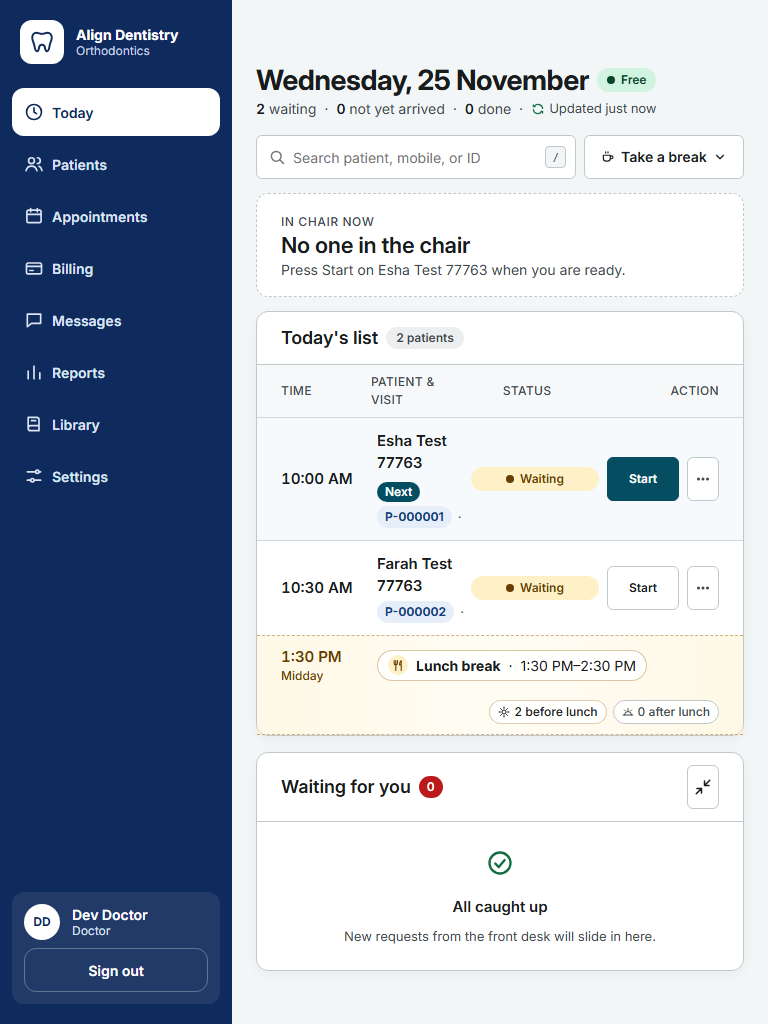 Align Dentistry
Orthodontics
Today
Patients
Appointments
Billing
Messages
Reports
Library
Settings
DD
Dev Doctor
Doctor
Sign out
Wednesday, 25 November
Free
2 waiting · 0 not yet arrived · 0 done · Updated just now
Search patient, mobile, or ID /
Take a break
IN CHAIR NOW
No one in the chair
Press Start on Esha Test 77763 when you are ready.
Today's list 2 patients
TIME PATIENT & VISIT STATUS ACTION
10:00 AM
Esha Test
77763
Next
P-000001 ·
Waiting
Start
10:30 AM
Farah Test
77763
P-000002 ·
Waiting
Start
1:30 PM
Midday
Lunch break · 1:30 PM–2:30 PM
2 before lunch
0 after lunch
Waiting for you 0
All caught up
New requests from the front desk will slide in here.